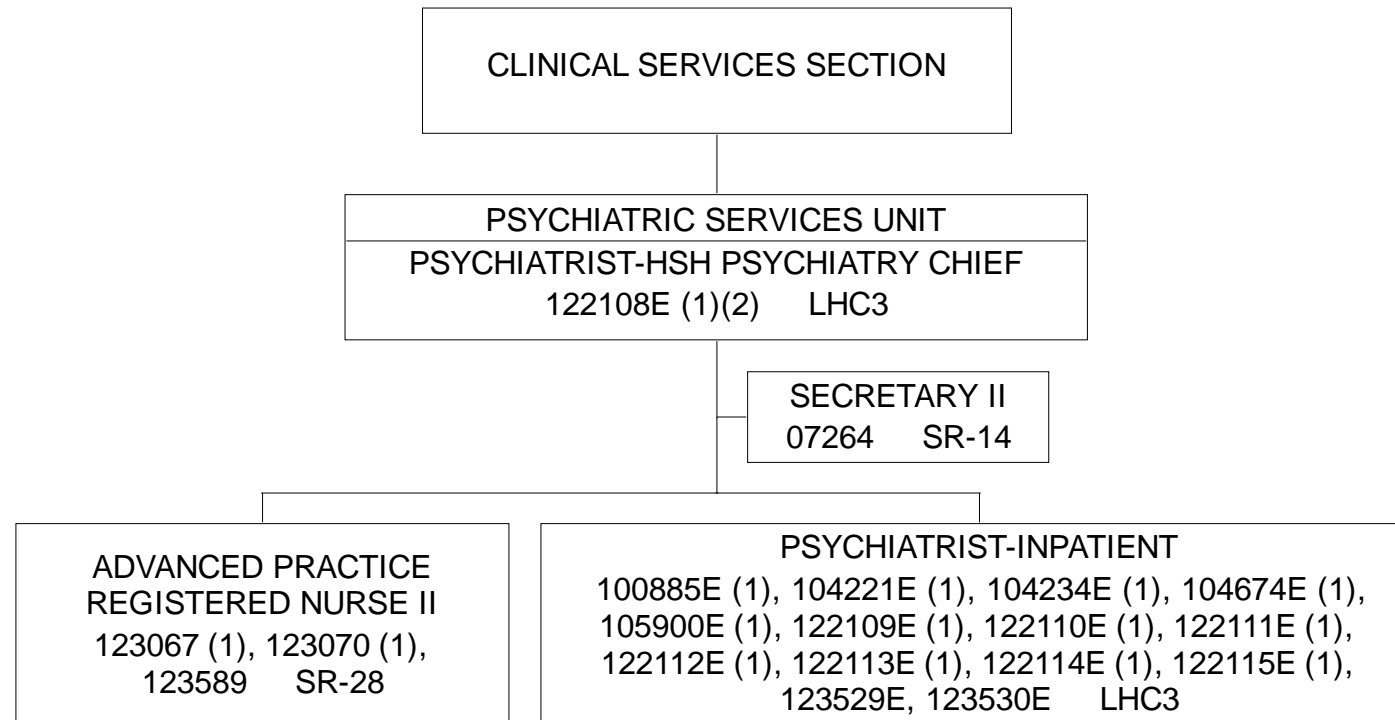 CLINICAL SERVICES SECTION
PSYCHIATRIC SERVICES UNIT
PSYCHIATRIST-HSH PSYCHIATRY CHIEF
122108E (1)(2) LHC3
SECRETARY II
07264 SR-14
ADVANCED PRACTICE
REGISTERED NURSE II
123067 (1), 123070 (1),
123589 SR-28
PSYCHIATRIST-INPATIENT
100885E (1), 104221E (1), 104234E (1), 104674E (1),
105900E (1), 122109E (1), 122110E (1), 122111E (1),
122112E (1), 122113E (1), 122114E (1), 122115E (1),
123529E, 123530E LHC3